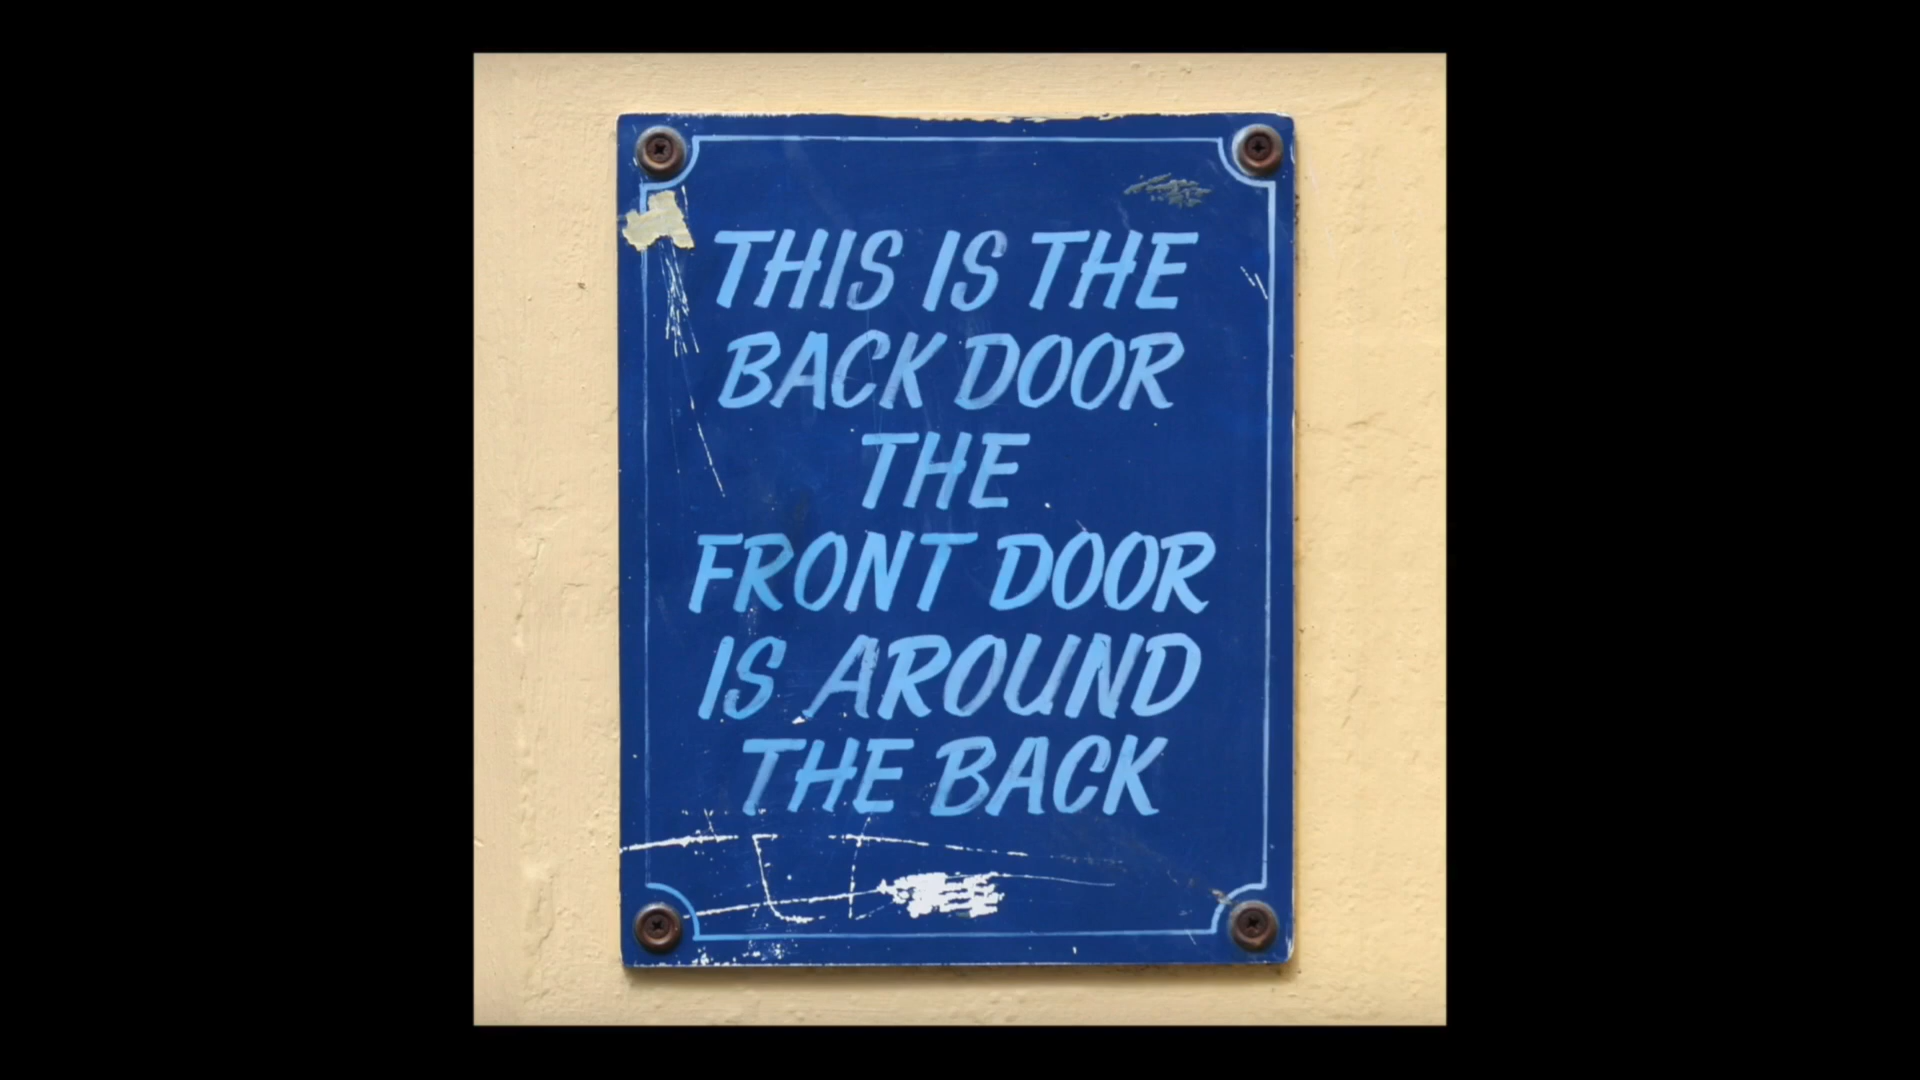 THIS IS THE
BACK DOOR
THE
FRONT DOOR
IS AROUND
THE BACK